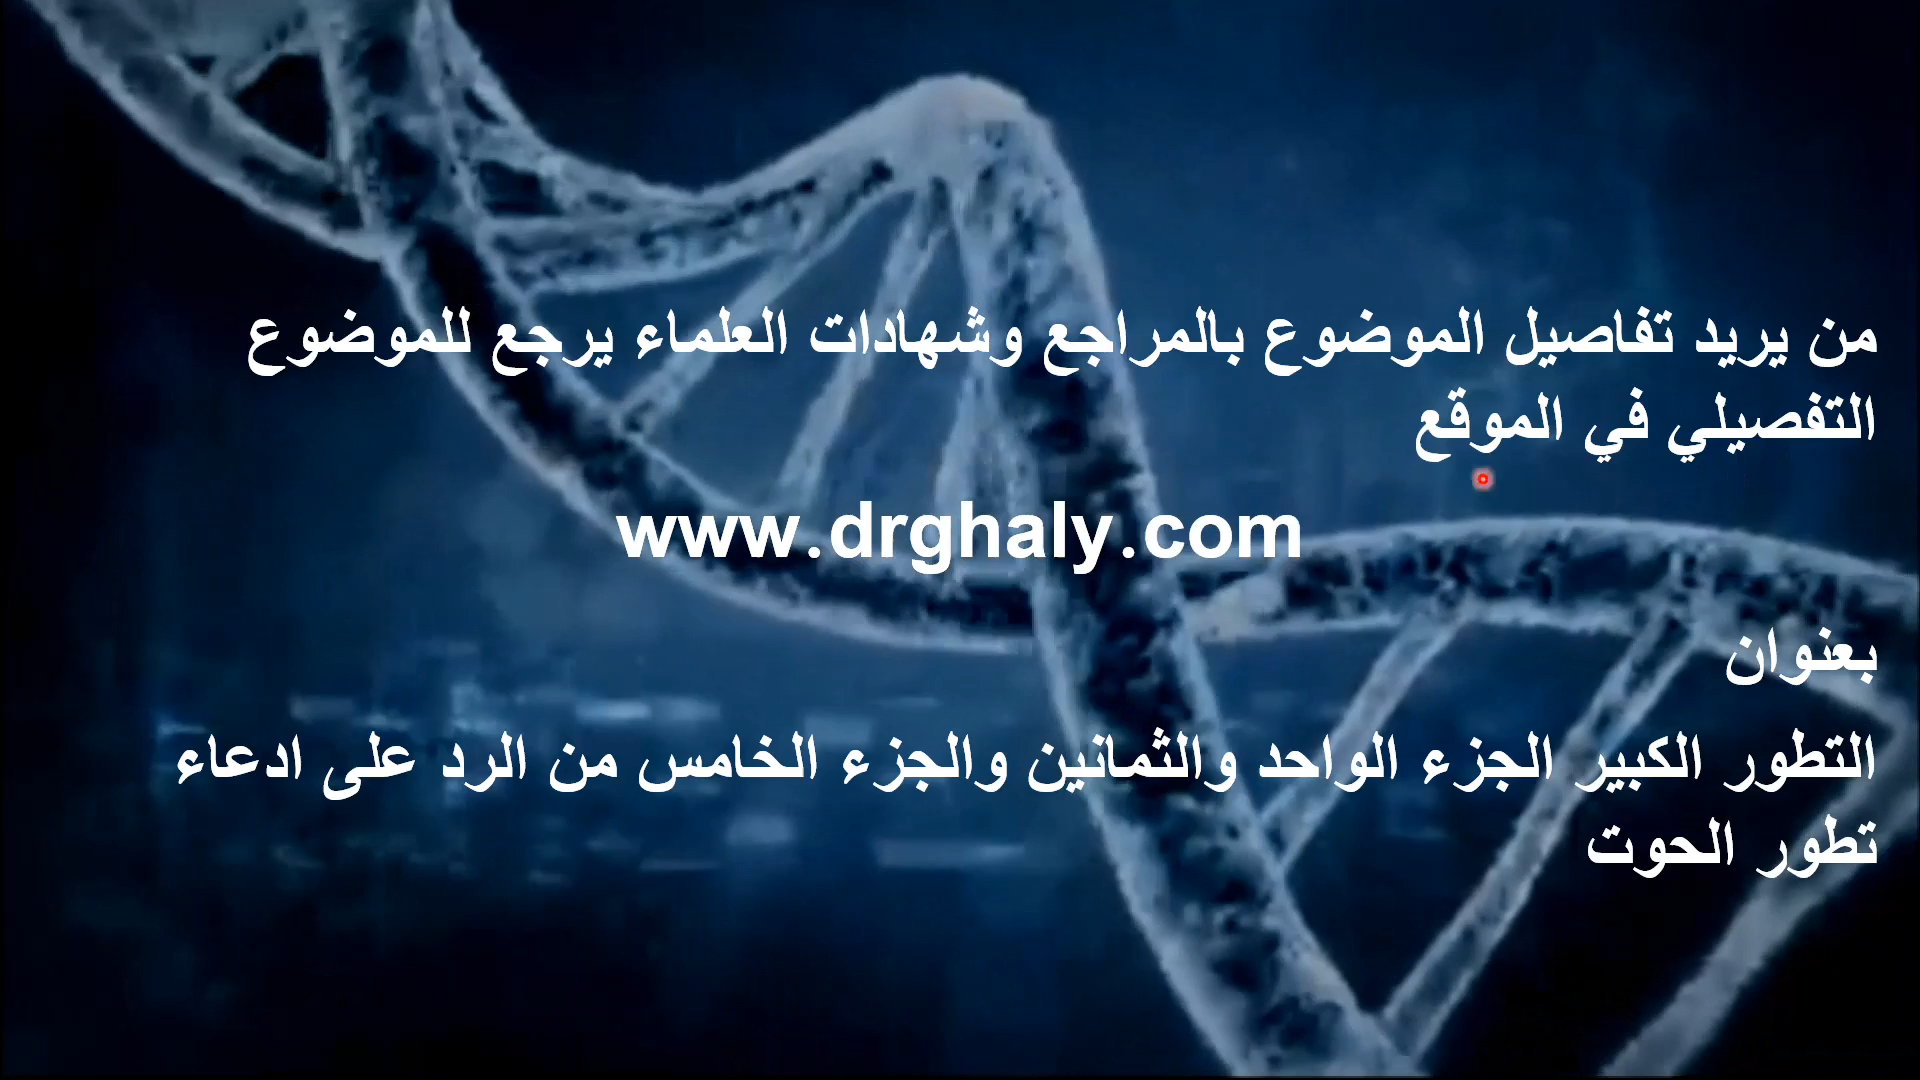 من يريد تفاصيل الموضوع بالمراجع وشهادات العلماء يرجع للموضوع
التفصيلي في الموقع
www.drghaly.com
بعنوان
التطور الكبير الجزء الواحد والثمانين والجزء الخامس من الرد على ادعاء
تطور الحوت